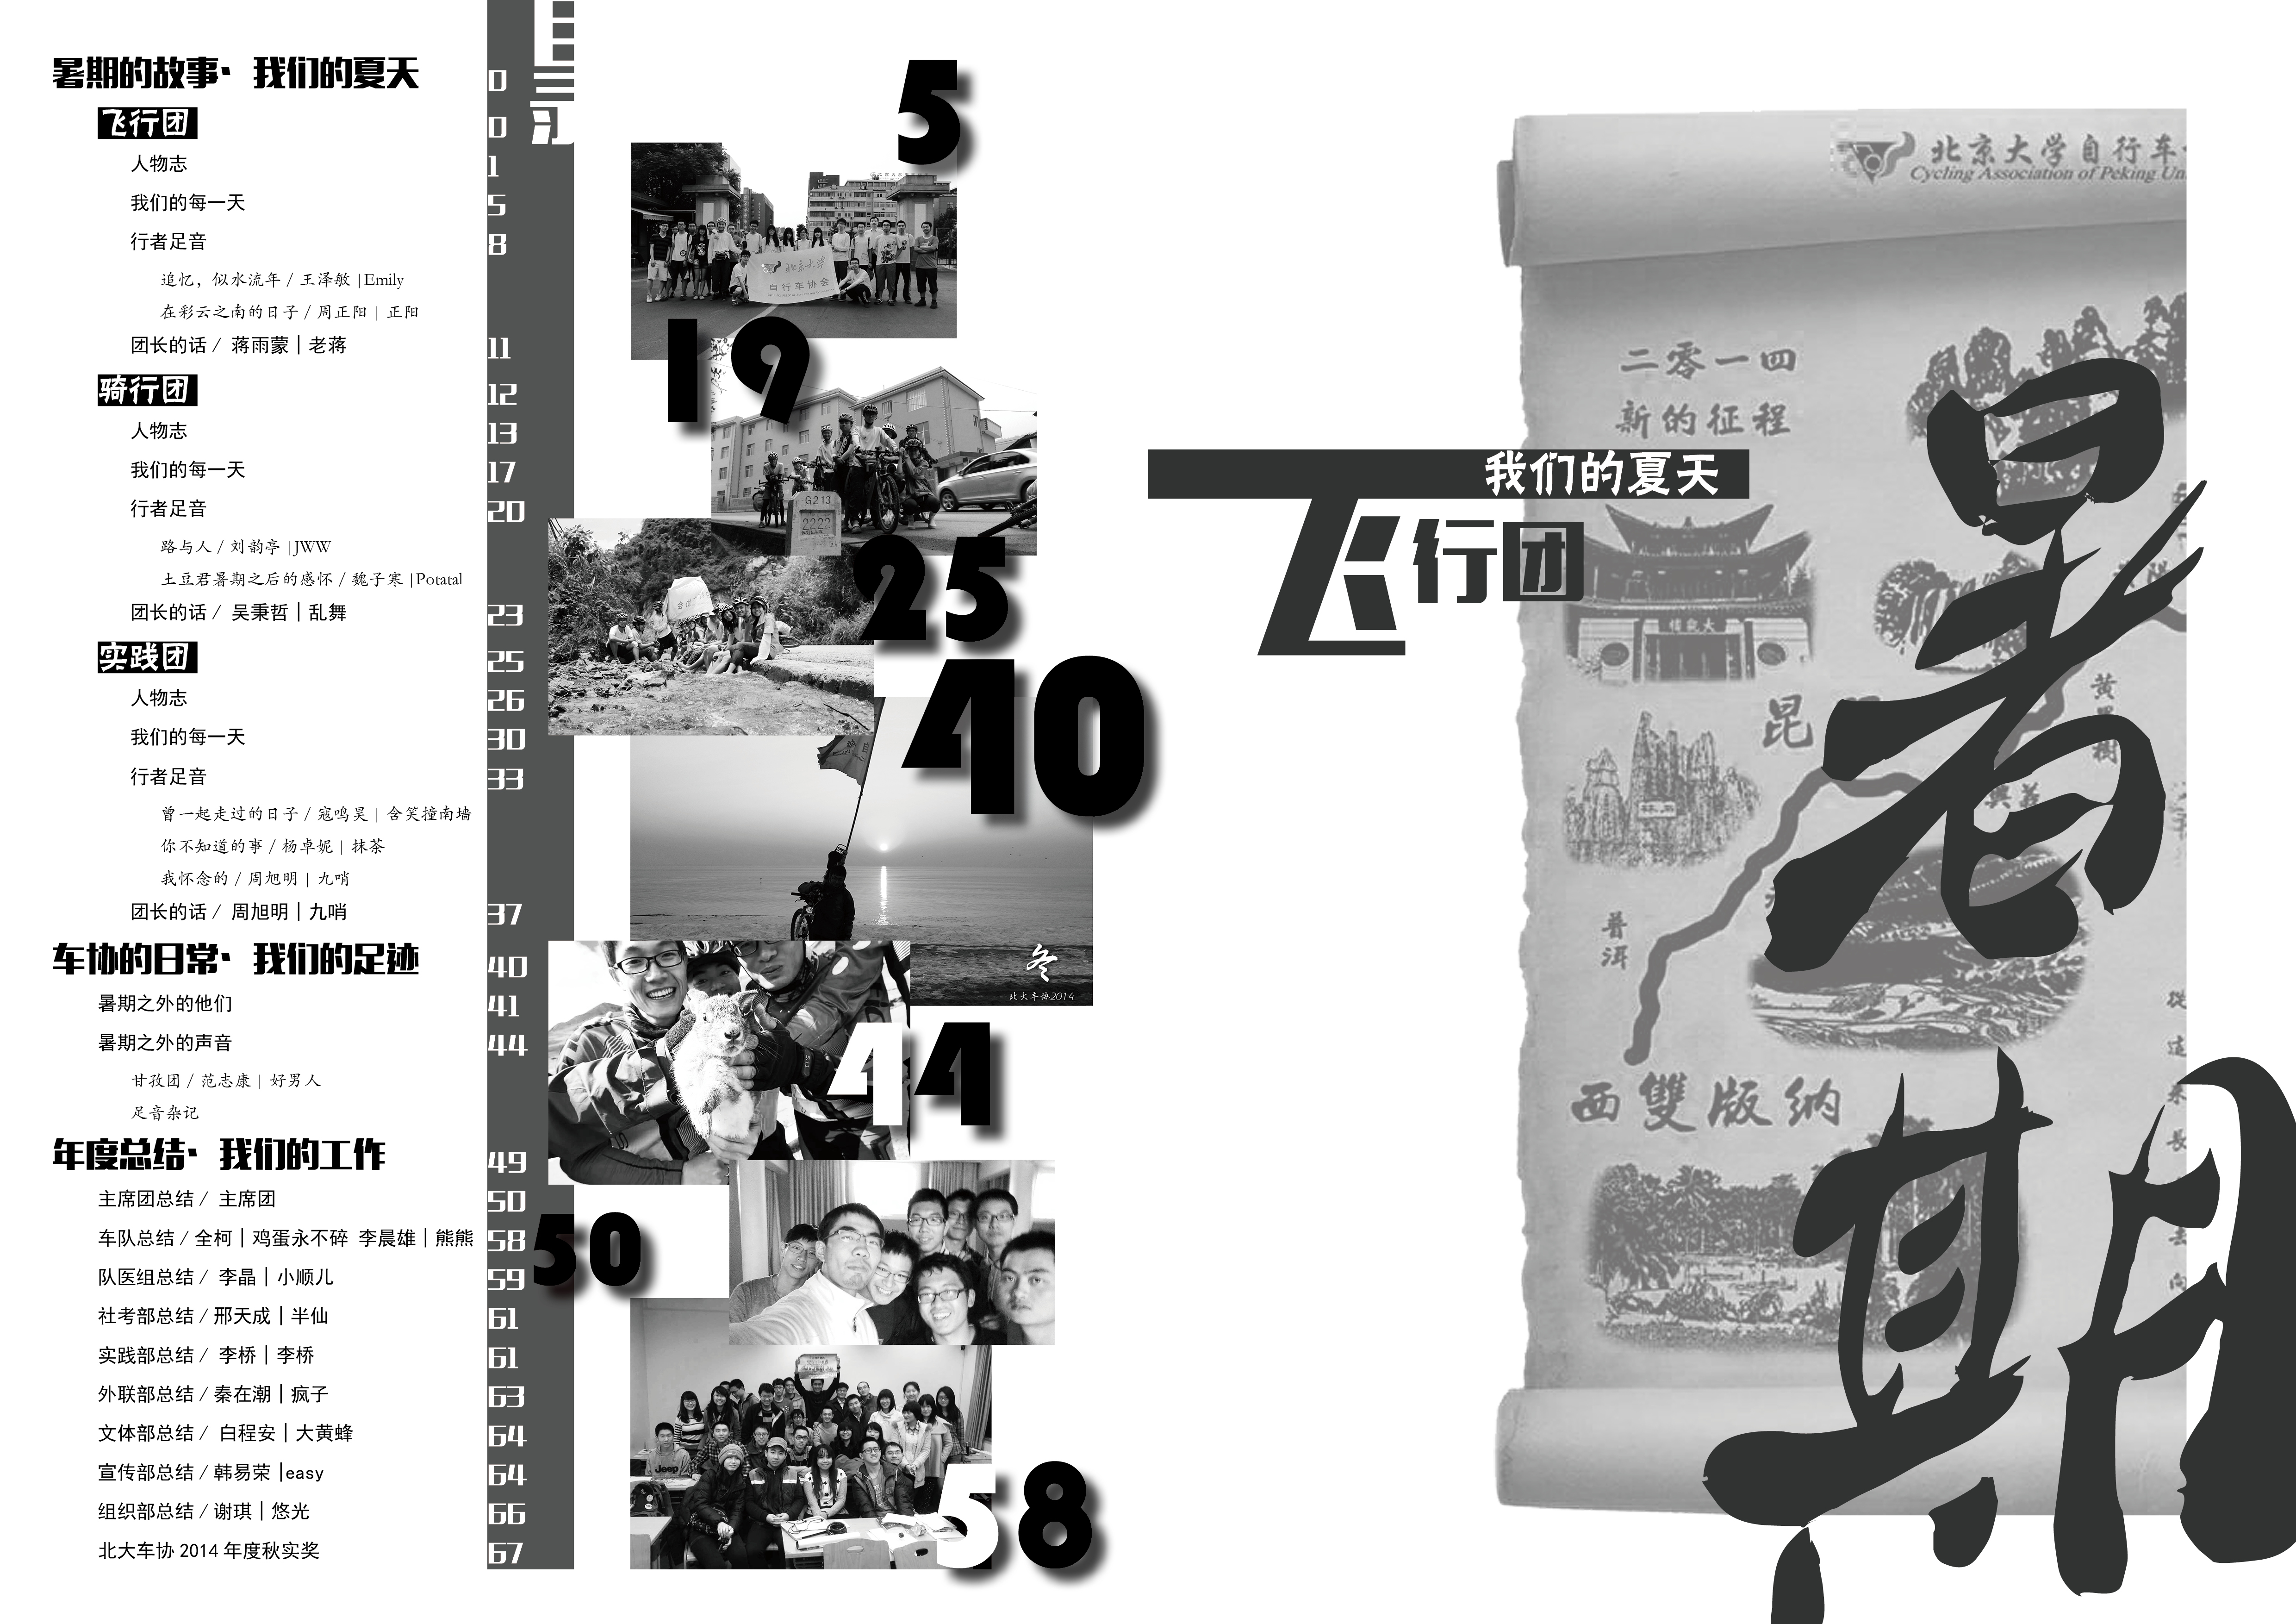 目录
暑期的故事· 我们的夏天 0
飞行团 0
人物志 1
我们的每一天 5
行者足音 8
追忆，似水流年 / 王泽敏 |Emily
在彩云之南的日子 / 周正阳 | 正阳
团长的话 / 蒋雨蒙 | 老蒋 11
骑行团 12
人物志 13
我们的每一天 17
行者足音 20
路与人 / 刘韵亭 |JWW
土豆君暑期之后的感怀 / 魏子寒 |Potatal
团长的话 / 吴秉哲 | 乱舞 23
实践团 25
人物志 26
我们的每一天 30
行者足音 33
曾一起走过的日子 / 寇鸣昊 | 含笑撞南墙
你不知道的事 / 杨卓妮 | 抹茶
我怀念的 / 周旭明 | 九哨
团长的话 / 周旭明 | 九哨 37
车协的日常· 我们的足迹 40
暑期之外的他们 41
暑期之外的声音 44
甘孜团 / 范志康 | 好男人
足音杂记
年度总结· 我们的工作 49
主席团总结 / 主席团 50
车队总结 / 全柯 | 鸡蛋永不碎 李晨雄 | 熊熊 58
队医组总结 / 李晶 | 小顺儿 59
社考部总结 / 邢天成 | 半仙 61
实践部总结 / 李桥 | 李桥 61
外联部总结 / 秦在潮 | 疯子 63
文体部总结 / 白程安 | 大黄蜂 64
宣传部总结 / 韩易荣 |easy 64
组织部总结 / 谢琪 | 悠光 66
北大车协 2014 年度秋实奖 67
5
北京大学
自行车协会
19
G213
2222
25
40
冬
北大车协2014
44
50
Jeep
58
北京大学自行车
Cycling Association of Peking Un
二零一四
新的征程
我们的夏天
飞行团
大觀樓
昆
黄
樹
興義
普洱
西雙版纳
暑期